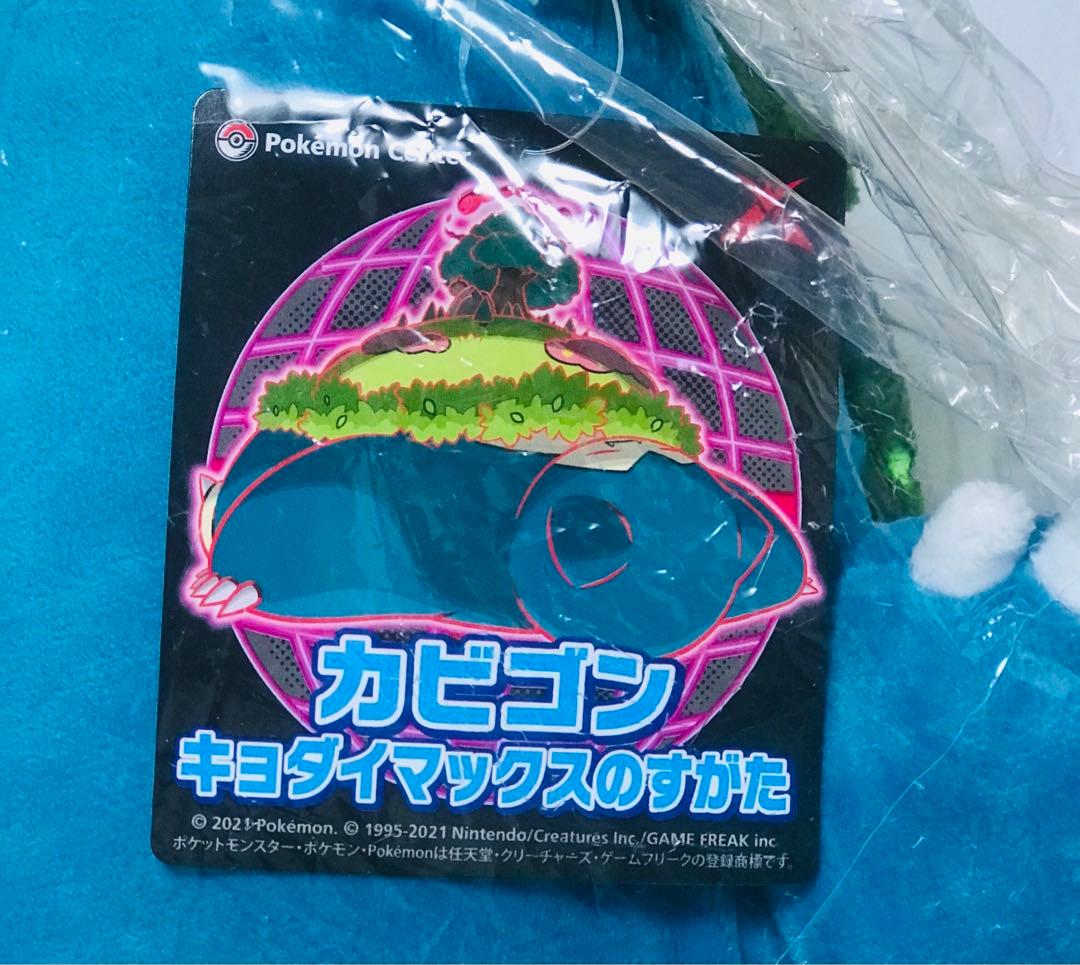 Pokémon Center
カビゴン
キョダイマックスのすがた
© 2021 Pokémon. © 1995-2021 Nintendo/Creatures Inc./GAME FREAK inc
ポケットモンスター・ポケモン・Pokémonは任天堂・クリーチャーズ・ゲームフリークの登録商標です。